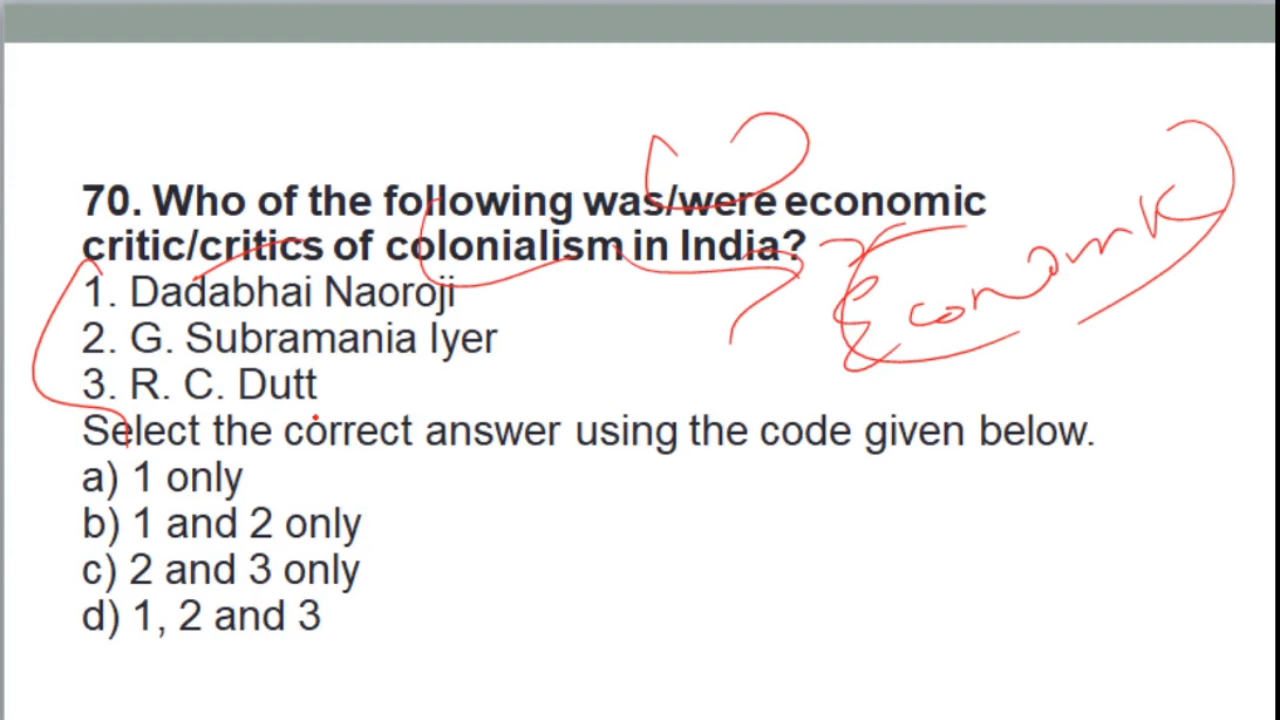 70. Who of the following was/were economic
critic/critics of colonialism in India?
Economic
1. Dadabhai Naoroji
2. G. Subramania Iyer
3. R. C. Dutt
Select the correct answer using the code given below.
a) 1 only
b) 1 and 2 only
c) 2 and 3 only
d) 1, 2 and 3